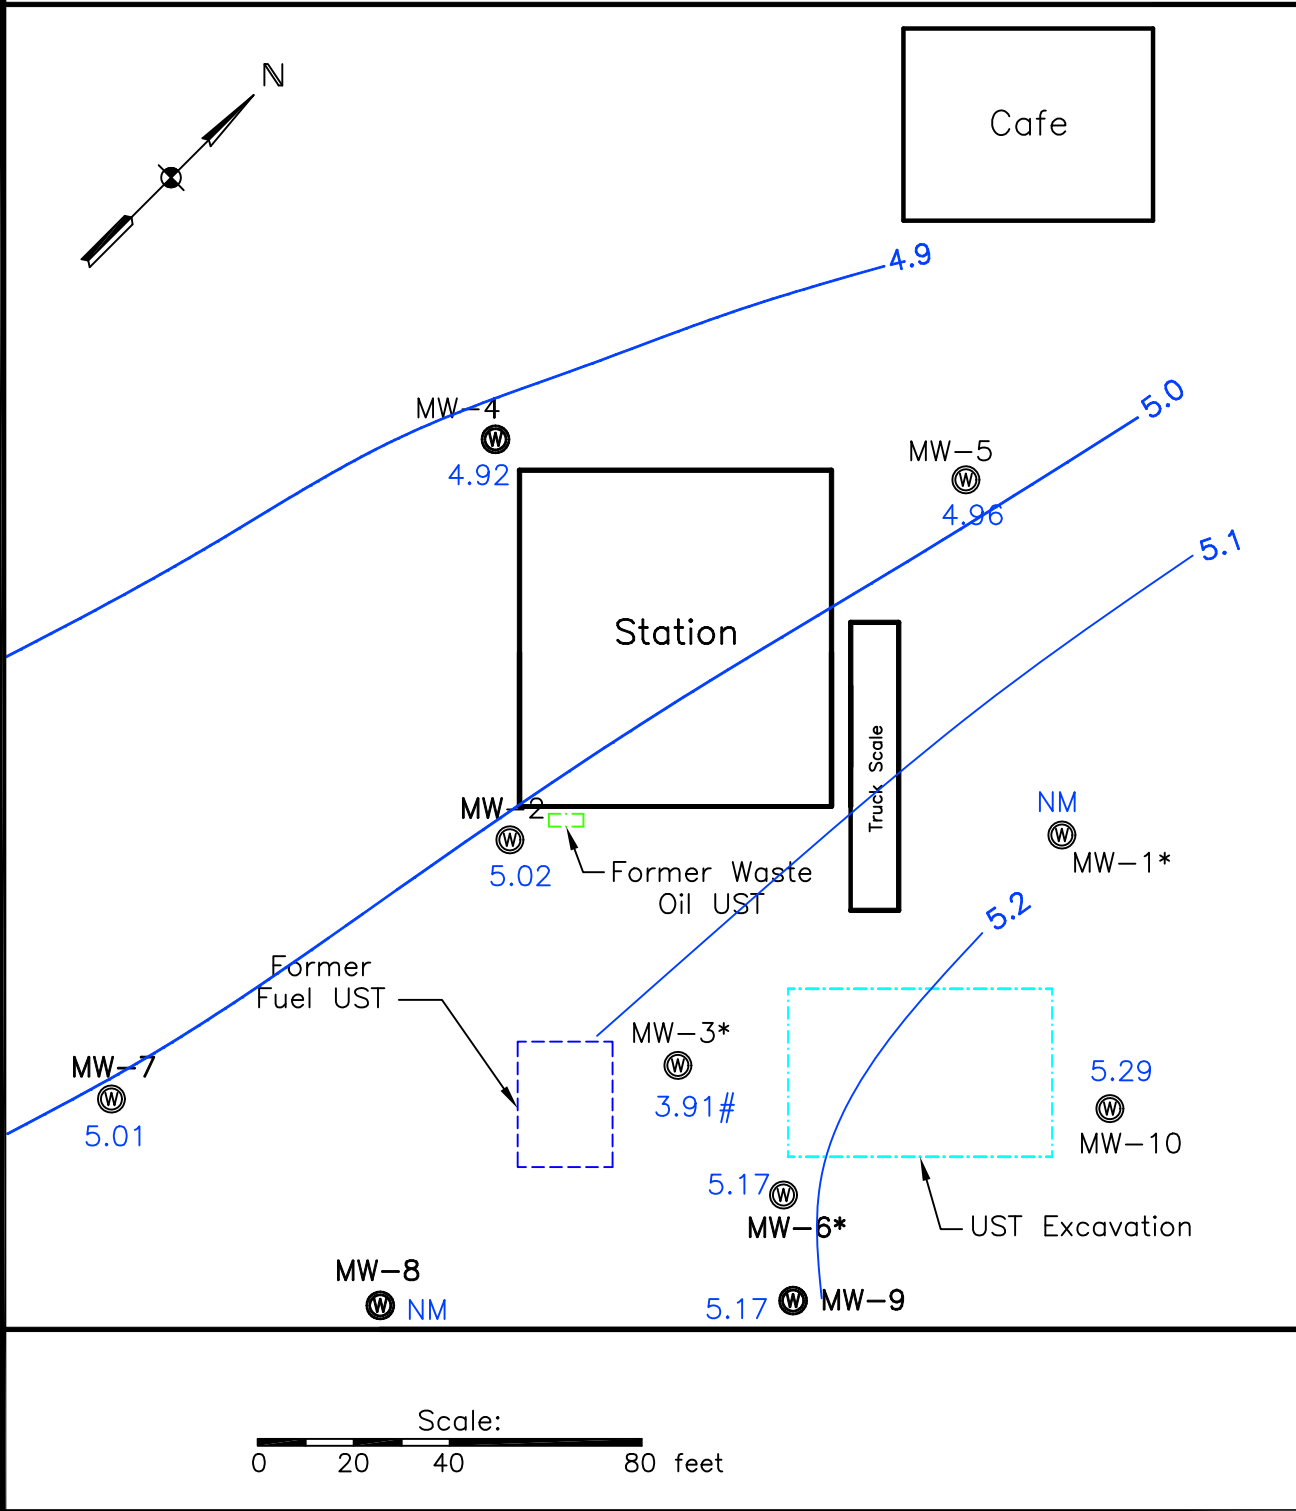 N
Cafe
4.9
MW-4
4.92
5.0
MW-5
4.96
5.1
Station
Truck Scale
NM
MW-1*
MW-2
5.02
Former Waste
Oil UST
5.2
Former
Fuel UST
MW-3*
3.91#
MW-7
5.01
5.29
MW-10
5.17
MW-6*
UST Excavation
MW-8
NM
5.17
MW-9
Scale:
0 20 40 80 feet